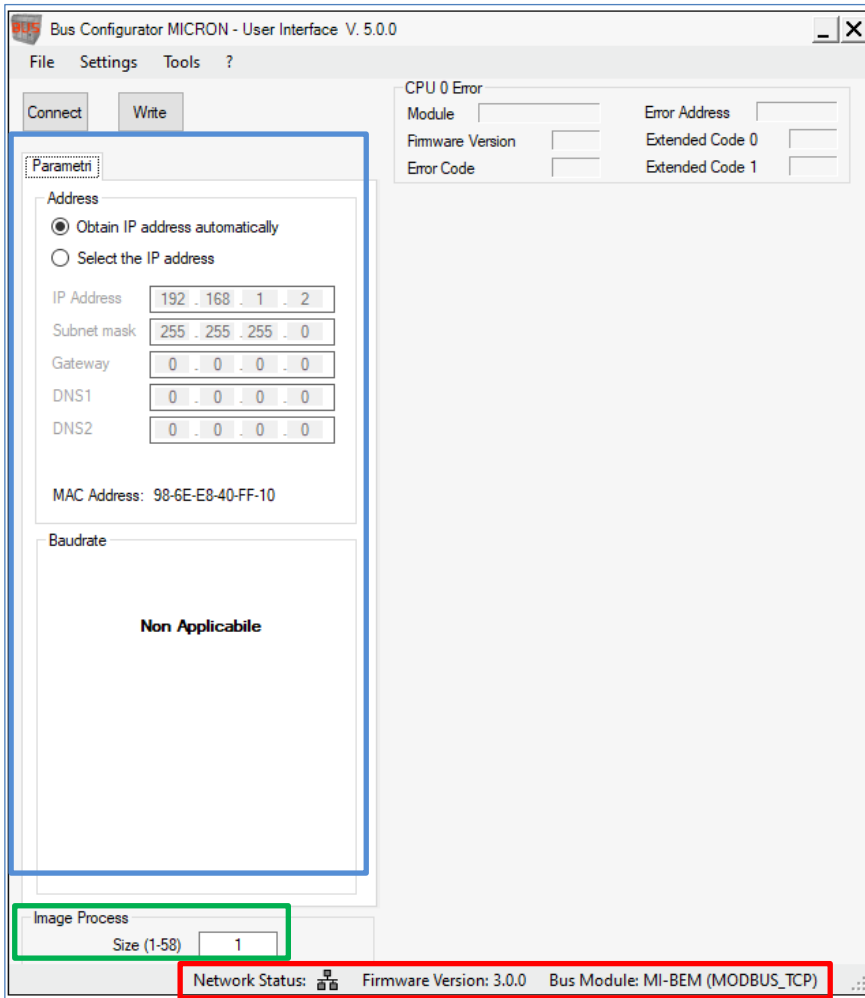 BUS Bus Configurator MICRON - User Interface V. 5.0.0
File Settings Tools ?
Connect Write
CPU 0 Error
Module Error Address
Firmware Version Extended Code 0
Error Code Extended Code 1
Parametri
Address
Obtain IP address automatically
Select the IP address
IP Address 192 . 168 . 1 . 2
Subnet mask 255 . 255 . 255 . 0
Gateway 0 . 0 . 0 . 0
DNS1 0 . 0 . 0 . 0
DNS2 0 . 0 . 0 . 0
MAC Address: 98-6E-E8-40-FF-10
Baudrate
Non Applicabile
Image Process
Size (1-58) 1
Network Status: Firmware Version: 3.0.0 Bus Module: MI-BEM (MODBUS_TCP)